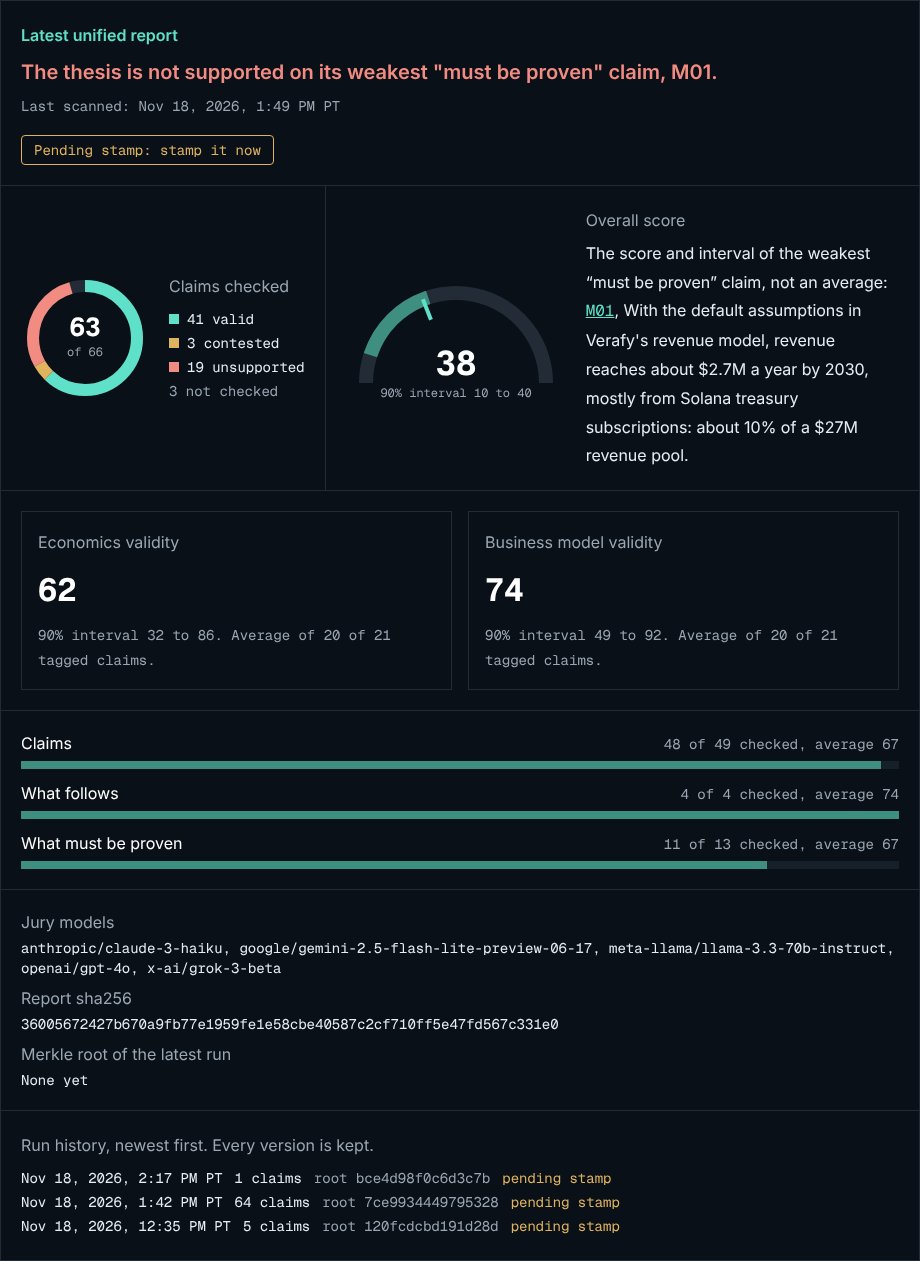 Latest unified report
The thesis is not supported on its weakest "must be proven" claim, M01.
Last scanned: Nov 18, 2026, 1:49 PM PT
Pending stamp: stamp it now
63
of 66
Claims checked
41 valid
3 contested
19 unsupported
3 not checked
38
90% interval 10 to 40
Overall score
The score and interval of the weakest
“must be proven” claim, not an average:
M01, With the default assumptions in
Verafy's revenue model, revenue
reaches about $2.7M a year by 2030,
mostly from Solana treasury
subscriptions: about 10% of a $27M
revenue pool.
Economics validity
62
90% interval 32 to 86. Average of 20 of 21
tagged claims.
Business model validity
74
90% interval 49 to 92. Average of 20 of 21
tagged claims.
Claims
48 of 49 checked, average 67
What follows
4 of 4 checked, average 74
What must be proven
11 of 13 checked, average 67
Jury models
anthropic/claude-3-haiku, google/gemini-2.5-flash-lite-preview-06-17, meta-llama/llama-3.3-70b-instruct,
openai/gpt-4o, x-ai/grok-3-beta
Report sha256
36005672427b670a9fb77e1959fe1e58cbe40587c2cf710ff5e47fd567c331e0
Merkle root of the latest run
None yet
Run history, newest first. Every version is kept.
Nov 18, 2026, 2:17 PM PT 1 claims root bce4d98f0c6d3c7b pending stamp
Nov 18, 2026, 1:42 PM PT 64 claims root 7ce9934449795328 pending stamp
Nov 18, 2026, 12:35 PM PT 5 claims root 120fcdcbd191d28d pending stamp